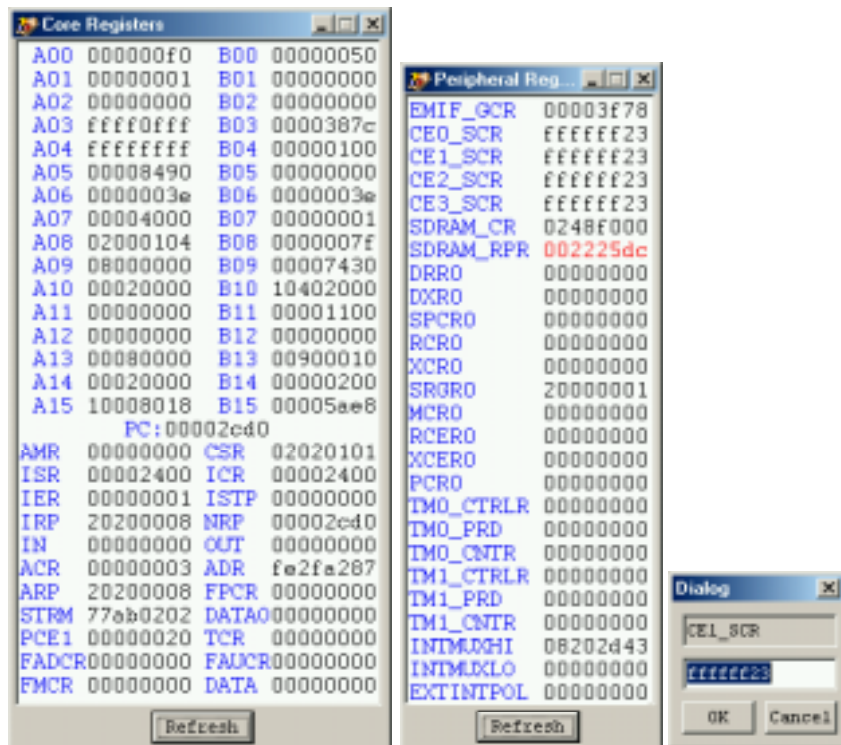 Core Registers
A00 000000f0 B00 00000050
A01 00000001 B01 00000000
A02 00000000 B02 00000000
A03 ffff0fff B03 0000387c
A04 ffffffff B04 00000100
A05 00008490 B05 00000000
A06 0000003e B06 0000003e
A07 00004000 B07 00000001
A08 02000104 B08 0000007f
A09 08000000 B09 00007430
A10 00020000 B10 10402000
A11 00000000 B11 00001100
A12 00000000 B12 00000000
A13 00080000 B13 00900010
A14 00020000 B14 00000200
A15 10008018 B15 00005ae8
PC:00002cd0
AMR 00000000 CSR 02020101
ISR 00002400 ICR 00002400
IER 00000001 ISTP 00000000
IRP 20200008 NRP 00002cd0
IN 00000000 OUT 00000000
ACR 00000003 ADR fe2fa287
ARP 20200008 FPCR 00000000
STRM 77ab0202 DATA0 00000000
PCE1 00000020 TCR 00000000
FADCR 00000000 FAUCR 00000000
FMCR 00000000 DATA 00000000
Refresh
Peripheral Reg...
EMIF_GCR 00003f78
CE0_SCR ffffff23
CE1_SCR ffffff23
CE2_SCR ffffff23
CE3_SCR ffffff23
SDRAM_CR 0248f000
SDRAM_RPR 002225dc
DRR0 00000000
DXR0 00000000
SPCR0 00000000
RCR0 00000000
XCR0 00000000
SRGR0 20000001
MCR0 00000000
RCER0 00000000
XCER0 00000000
PCR0 00000000
TM0_CTRLR 00000000
TM0_PRD 00000000
TM0_CNTR 00000000
TM1_CTRLR 00000000
TM1_PRD 00000000
TM1_CNTR 00000000
INTMUXHI 08202d43
INTMUXLO 00000000
EXTINTPOL 00000000
Refresh
Dialog
CE1_SCR
ffffff23
OK Cancel